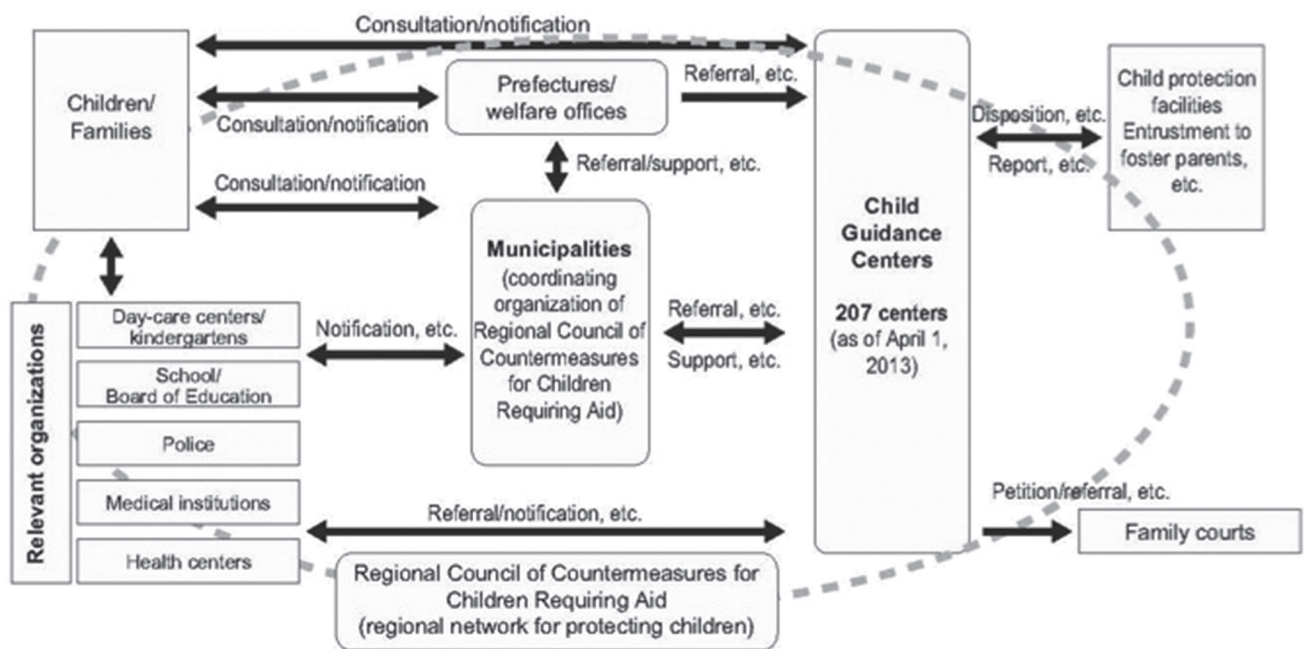 Consultation/notification
Children/
Families
Prefectures/
welfare offices
Referral, etc.
Consultation/notification
Referral/support, etc.
Consultation/notification
Child
Guidance
Centers
207 centers
(as of April 1,
2013)
Disposition, etc.
Report, etc.
Child protection
facilities
Entrustment to
foster parents,
etc.
Municipalities
(coordinating
organization of
Regional Council of
Countermeasures
for Children
Requiring Aid)
Referral, etc.
Support, etc.
Notification, etc.
Relevant organizations
Day-care centers/
kindergartens
School/
Board of Education
Police
Medical institutions
Health centers
Referral/notification, etc.
Petition/referral, etc.
Family courts
Regional Council of Countermeasures for
Children Requiring Aid
(regional network for protecting children)